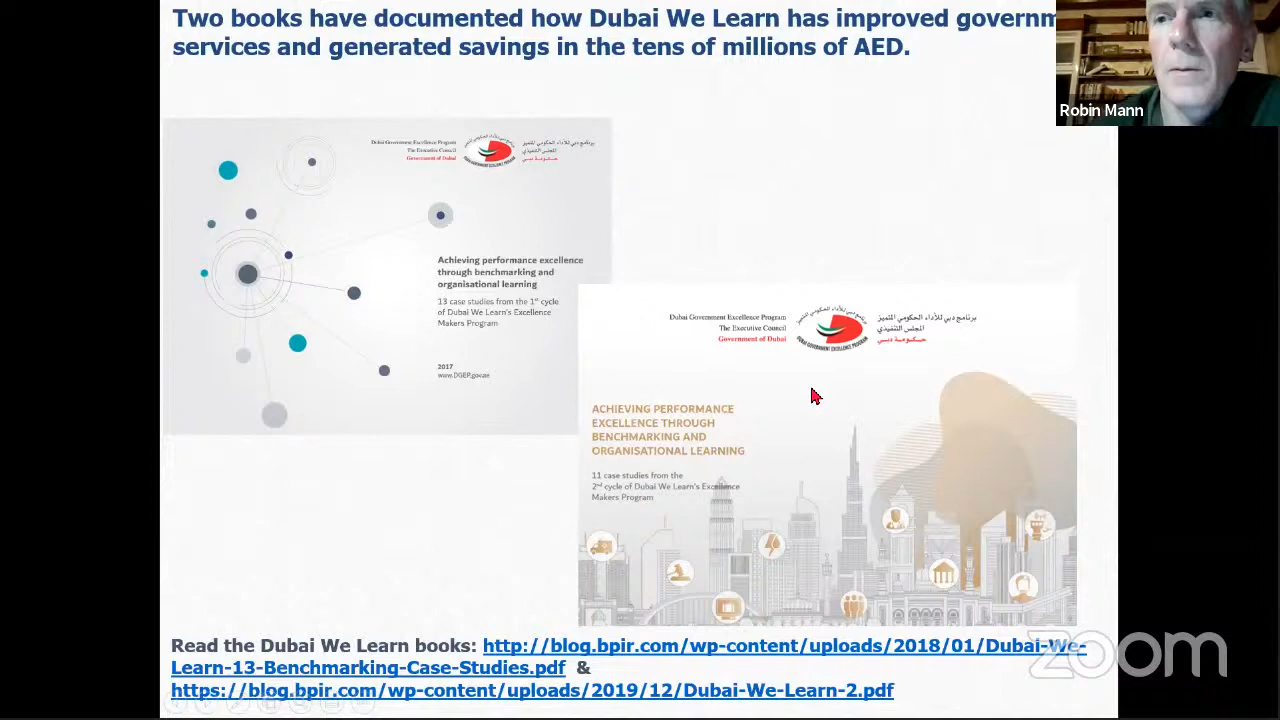 Two books have documented how Dubai We Learn has improved governm
services and generated savings in the tens of millions of AED.
Robin Mann
Dubai Government Excellence Program
The Executive Council
Government of Dubai
برنامج دبي للأداء الحكومي المتميز
المجلس التنفيذي
حكومة دبي
Achieving performance excellence
through benchmarking and
organisational learning
13 case studies from the 1st cycle
of Dubai We Learn's Excellence
Makers Program
2017
www.DGEP.gov.ae
Dubai Government Excellence Program
The Executive Council
Government of Dubai
برنامج دبي للأداء الحكومي المتميز
المجلس التنفيذي
حكومة دبي
DUBAI GOVERNMENT EXCELLENCE PROGRAM
ACHIEVING PERFORMANCE
EXCELLENCE THROUGH
BENCHMARKING AND
ORGANISATIONAL LEARNING
11 case studies from the
2nd cycle of Dubai We Learn's Excellence
Makers Program
Read the Dubai We Learn books: http://blog.bpir.com/wp-content/uploads/2018/01/Dubai-We-
Learn-13-Benchmarking-Case-Studies.pdf &
https://blog.bpir.com/wp-content/uploads/2019/12/Dubai-We-Learn-2.pdf
zoom